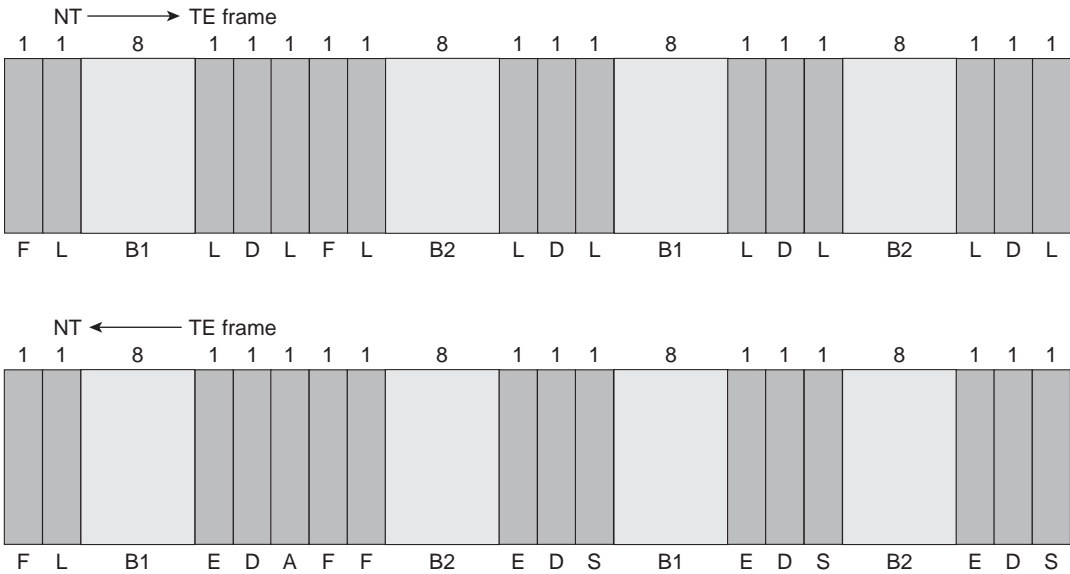 NT TE frame
1 1 8 1 1 1 1 1 8 1 1 1 8 1 1 1 8 1 1 1
F L B1 L D L F L B2 L D L B1 L D L B2 L D L
NT TE frame
1 1 8 1 1 1 1 1 8 1 1 1 8 1 1 1 8 1 1 1
F L B1 E D A F F B2 E D S B1 E D S B2 E D S